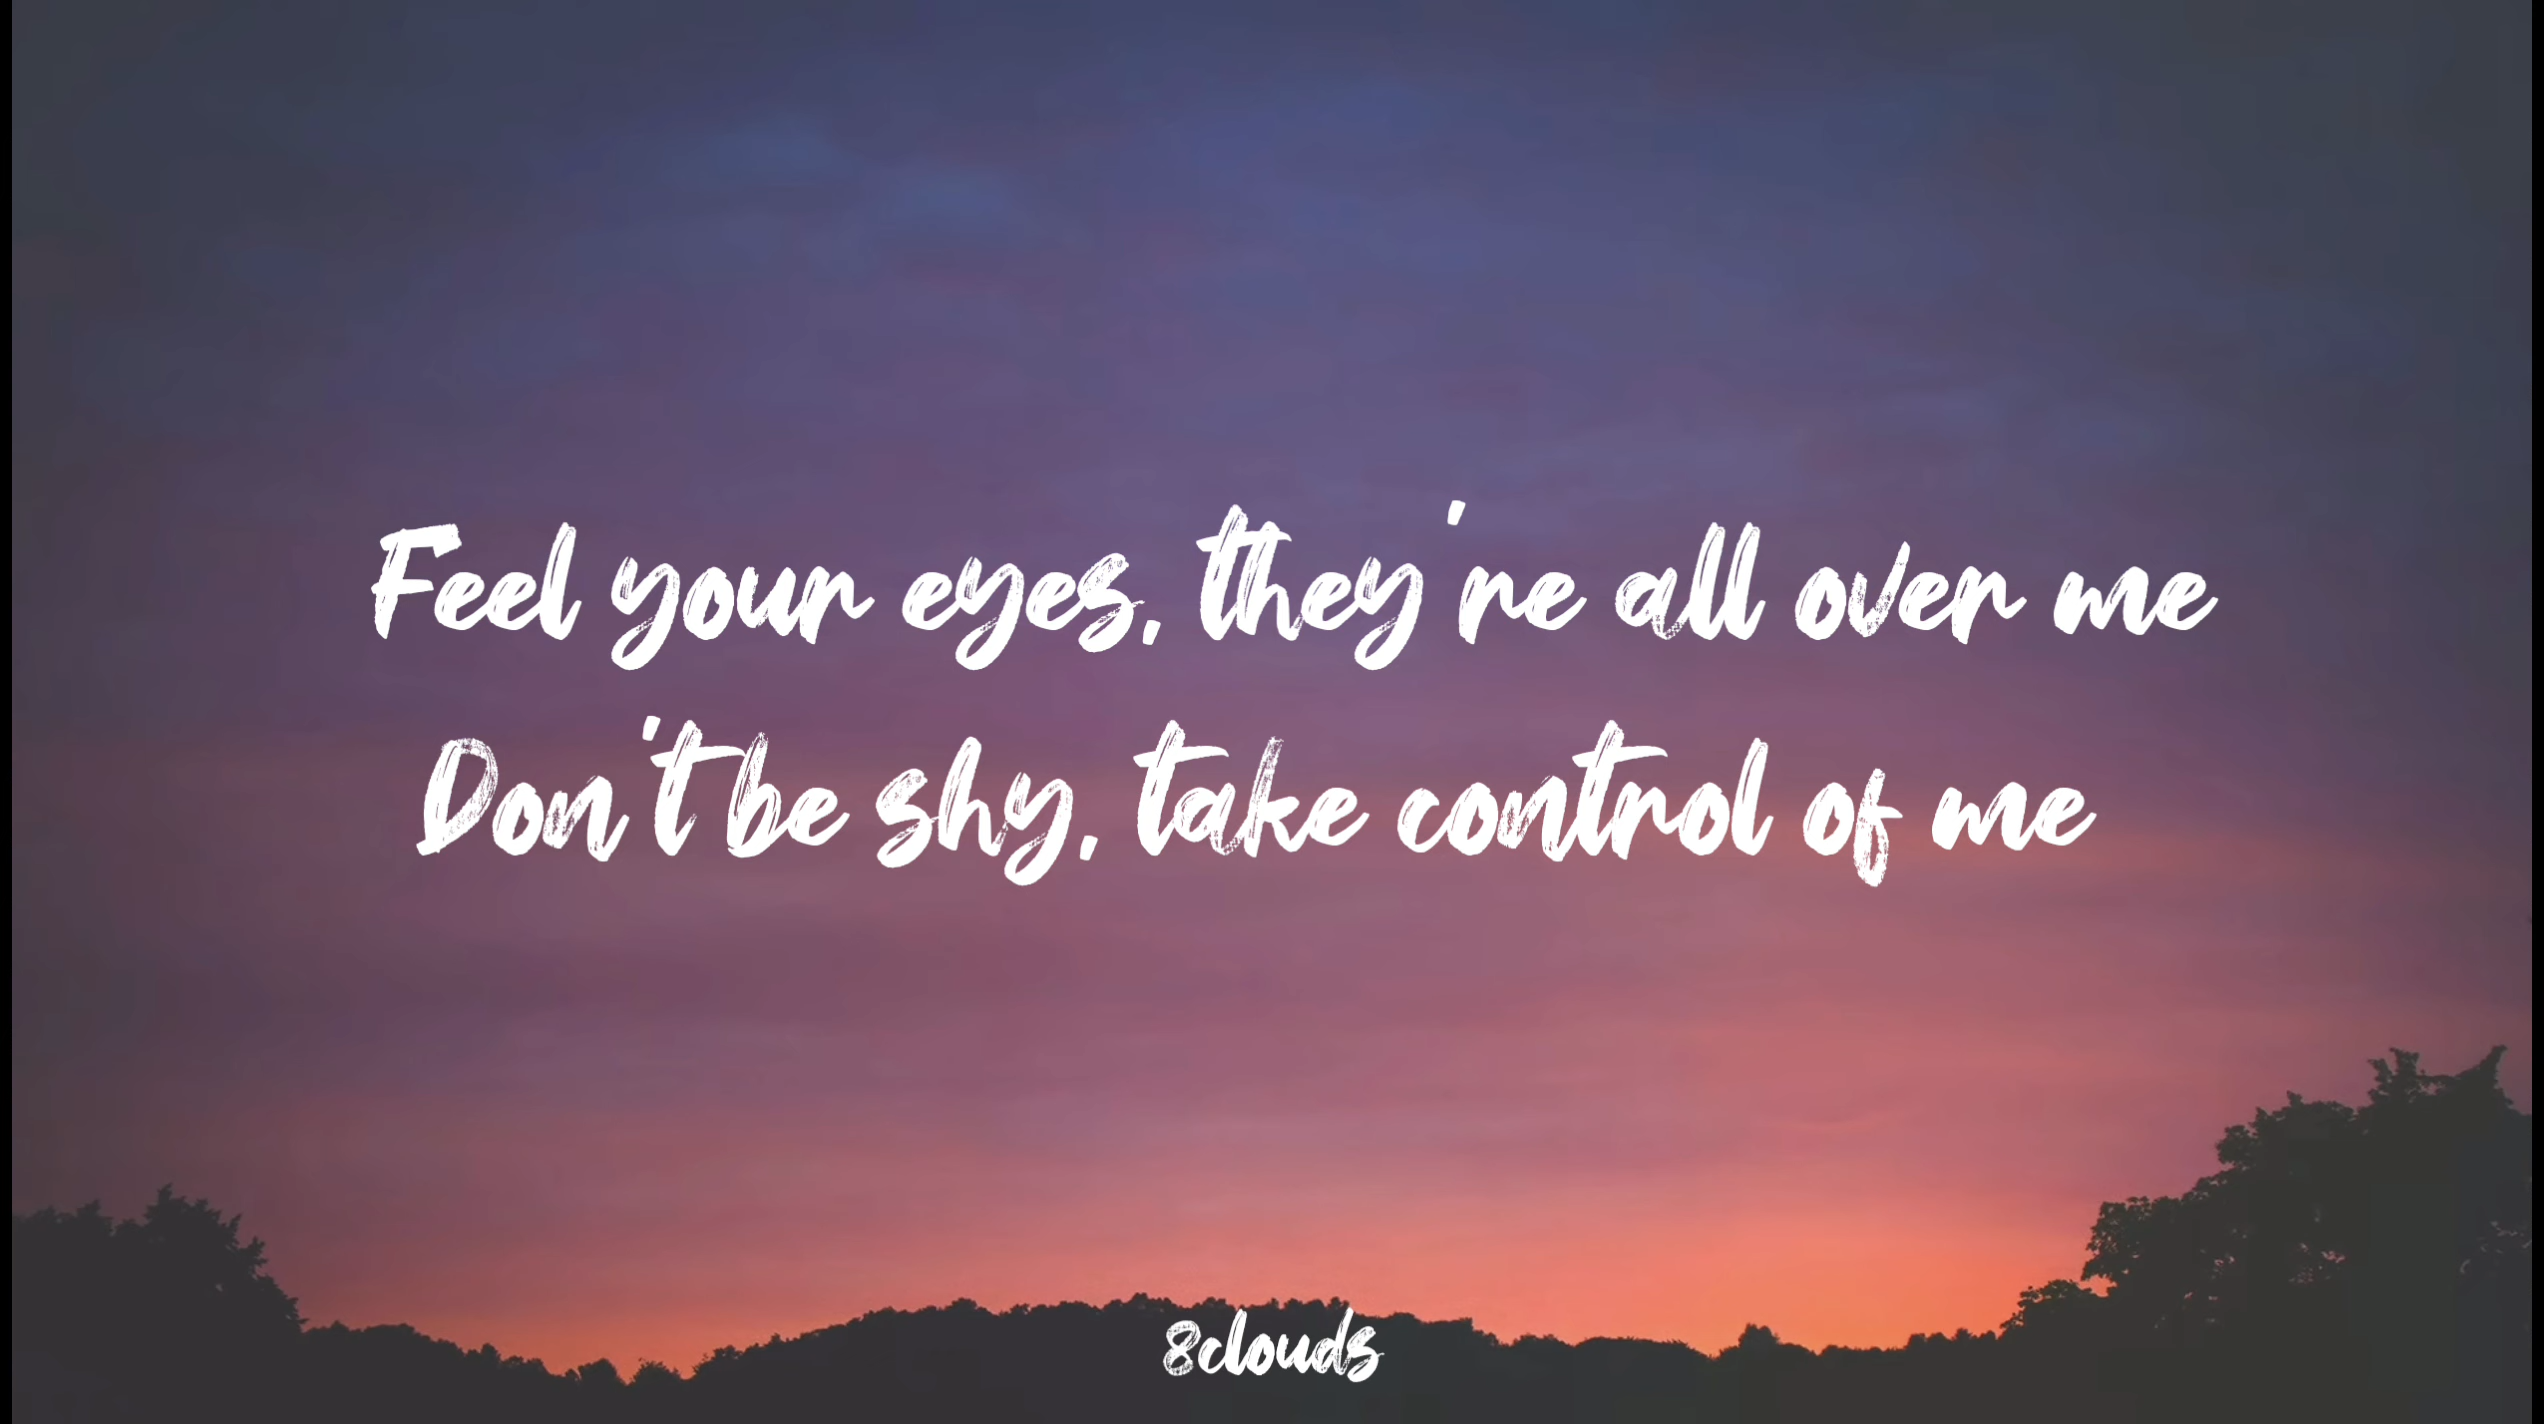 Feel your eyes, they're all over me
Don't be shy, take control of me
8clouds